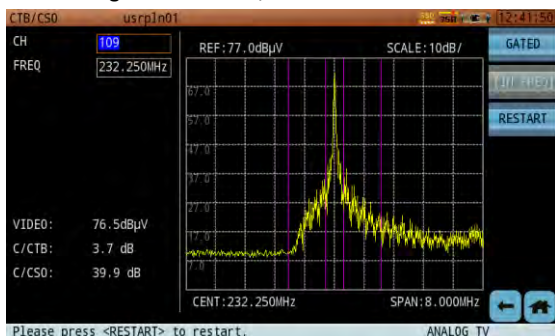 CTB/CSO usrpIn01 12:41:50
CH 109
FREQ 232.250MHz
REF:77.0dBµV SCALE:10dB/
GATED
RESTART
67.0
57.0
47.0
37.0
27.0
17.0
7.0
VIDEO: 76.5dBµV
C/CTB: 3.7 dB
C/CSO: 39.9 dB
CENT:232.250MHz SPAN:8.000MHz
Please press <RESTART> to restart. ANALOG TV